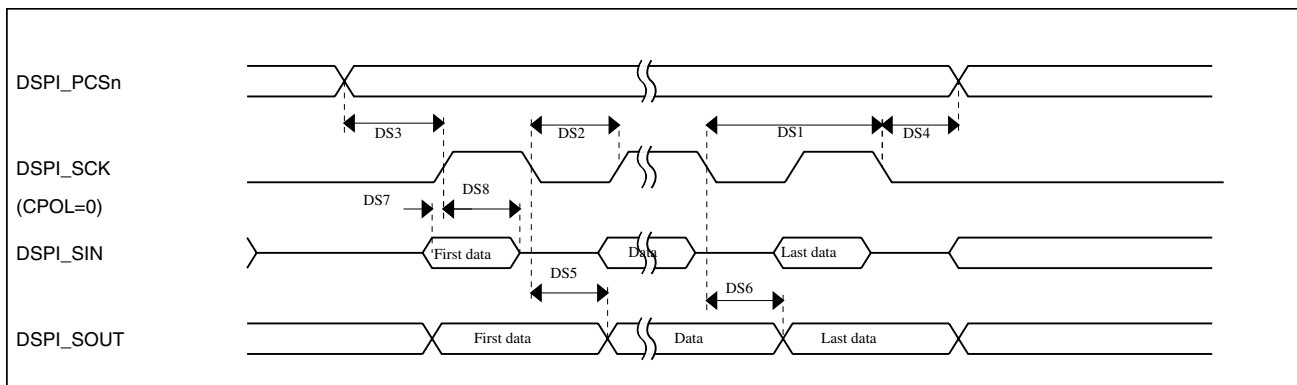 DSPI_PCSn
DS3
DS2
DS1
DS4
DSPI_SCK
(CPOL=0)
DS7
DS8
DSPI_SIN
First data
Data
Last data
DS5
DS6
DSPI_SOUT
First data
Data
Last data